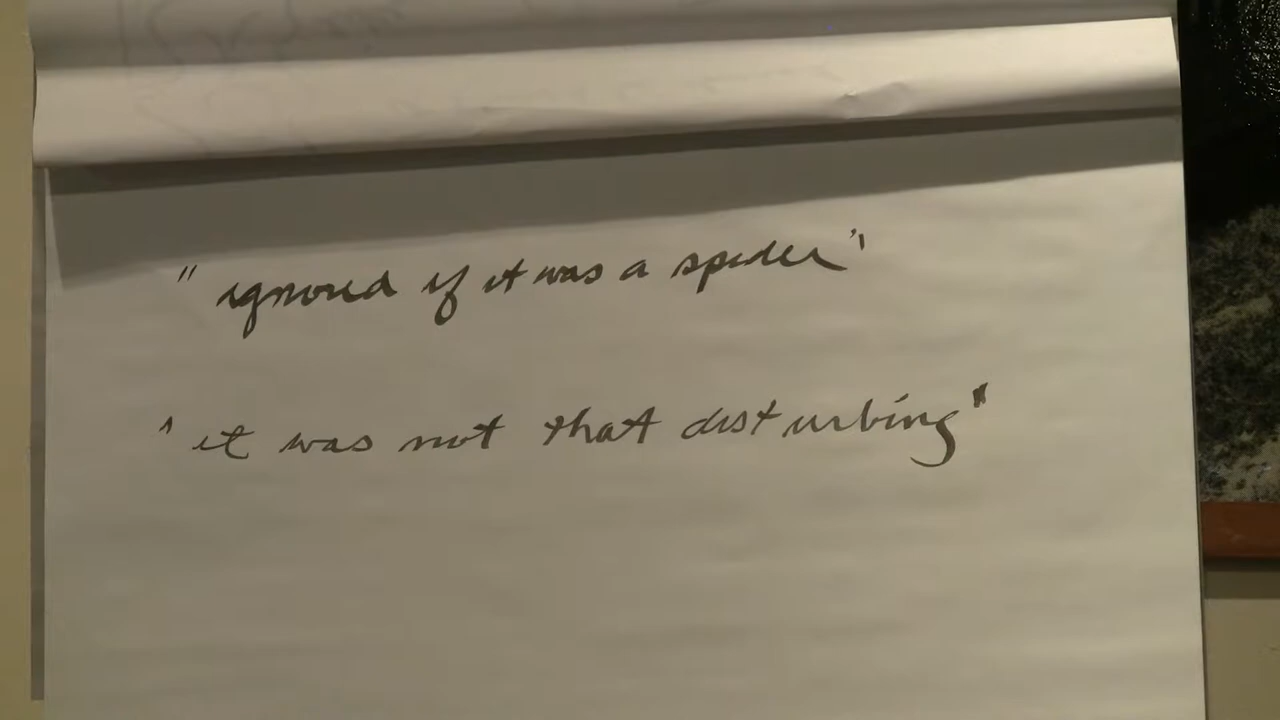 "ignored if it was a spider"
"it was not that disturbing"